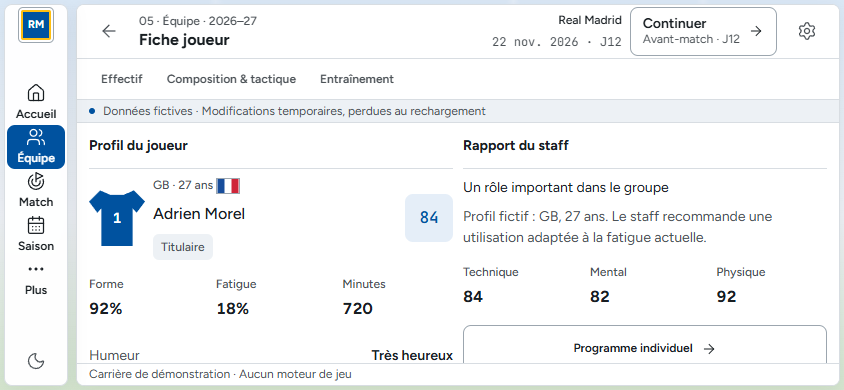 RM
Accueil
Équipe
Match
Saison
Plus
05 · Équipe · 2026–27
Fiche joueur
Real Madrid
22 nov. 2026 · J12
Continuer
Avant-match · J12
Effectif
Composition & tactique
Entraînement
Données fictives · Modifications temporaires, perdues au rechargement
Profil du joueur
1
GB · 27 ans
Adrien Morel
Titulaire
84
Forme
Fatigue
Minutes
92%
18%
720
Humeur
Très heureux
Rapport du staff
Un rôle important dans le groupe
Profil fictif : GB, 27 ans. Le staff recommande une
utilisation adaptée à la fatigue actuelle.
Technique
Mental
Physique
84
82
92
Programme individuel
Carrière de démonstration · Aucun moteur de jeu